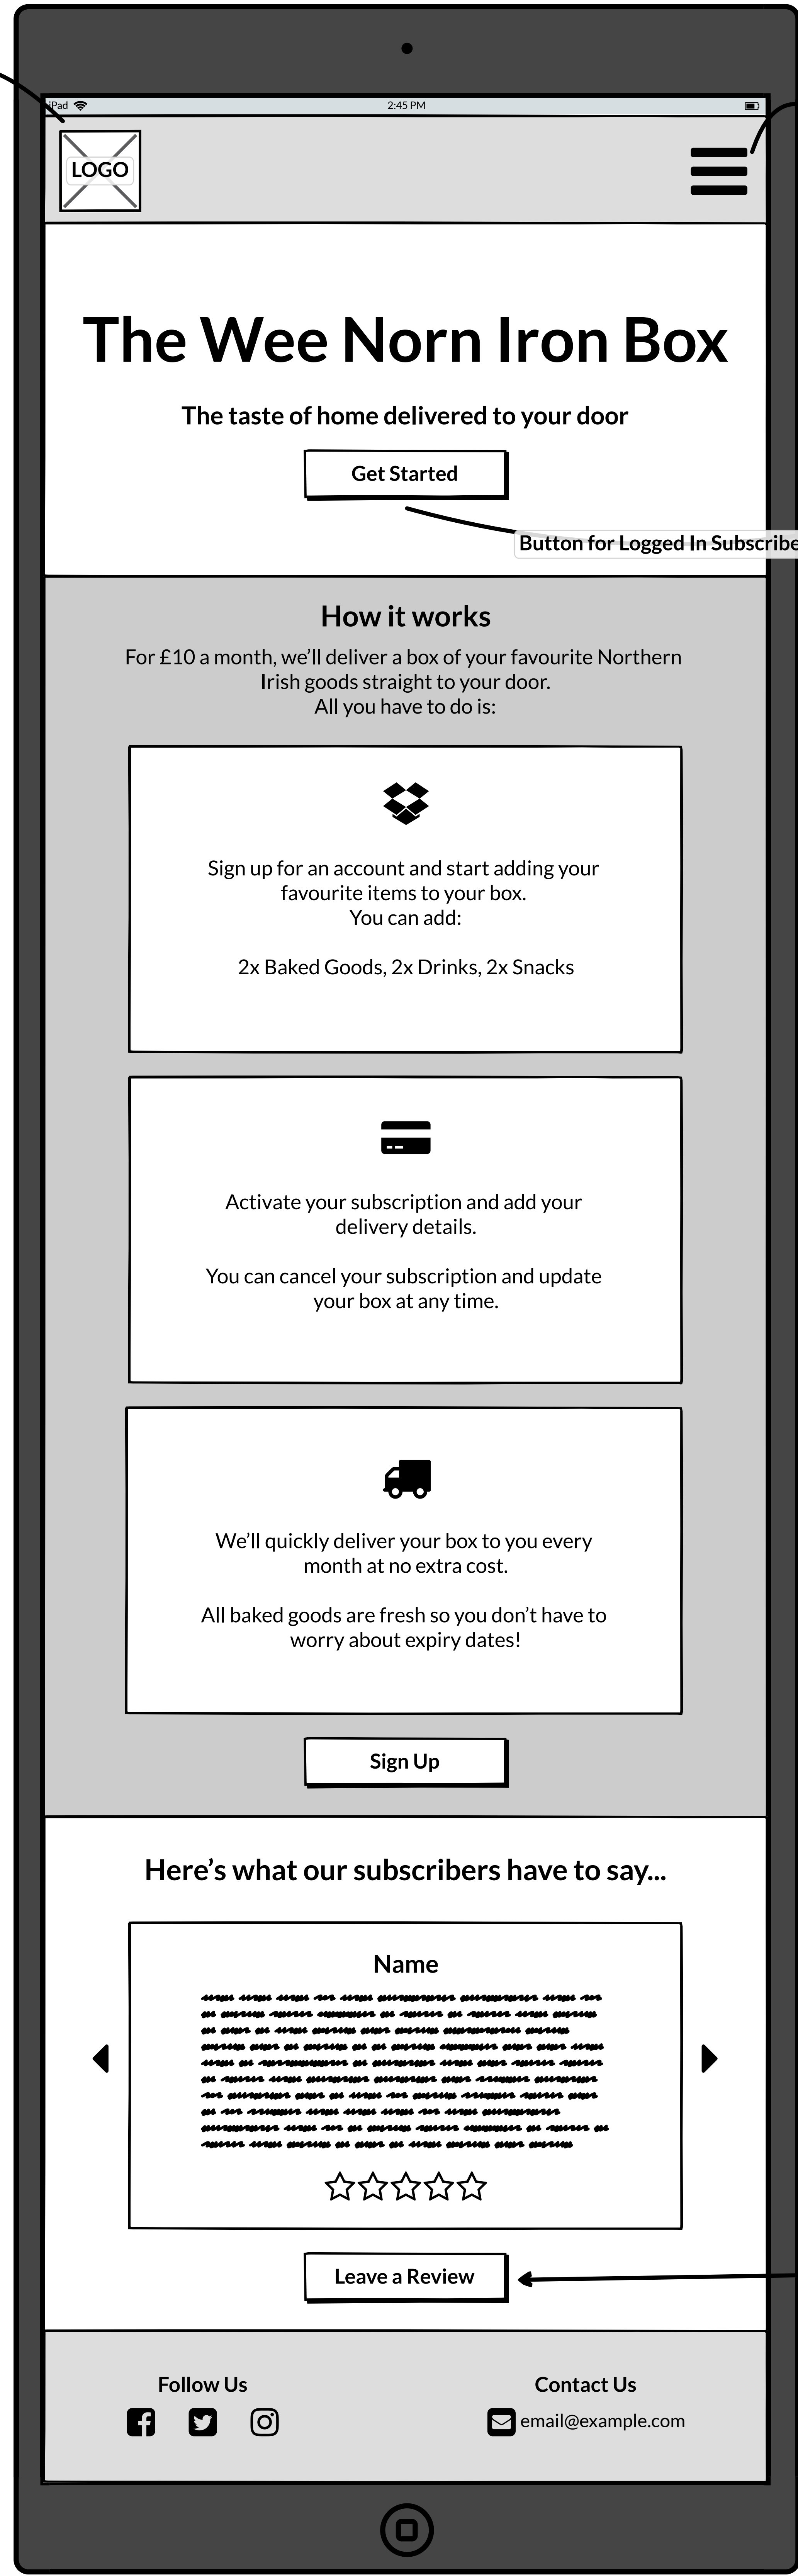 iPad
2:45 PM
LOGO
The Wee Norn Iron Box
The taste of home delivered to your door
Get Started
Button for Logged In Subscribe
How it works
For £10 a month, we’ll deliver a box of your favourite Northern
Irish goods straight to your door.
All you have to do is:
Sign up for an account and start adding your
favourite items to your box.
You can add:
2x Baked Goods, 2x Drinks, 2x Snacks
Activate your subscription and add your
delivery details.
You can cancel your subscription and update
your box at any time.
We’ll quickly deliver your box to you every
month at no extra cost.
All baked goods are fresh so you don’t have to
worry about expiry dates!
Sign Up
Here’s what our subscribers have to say...
Name
Leave a Review
Follow Us
Contact Us
email@example.com